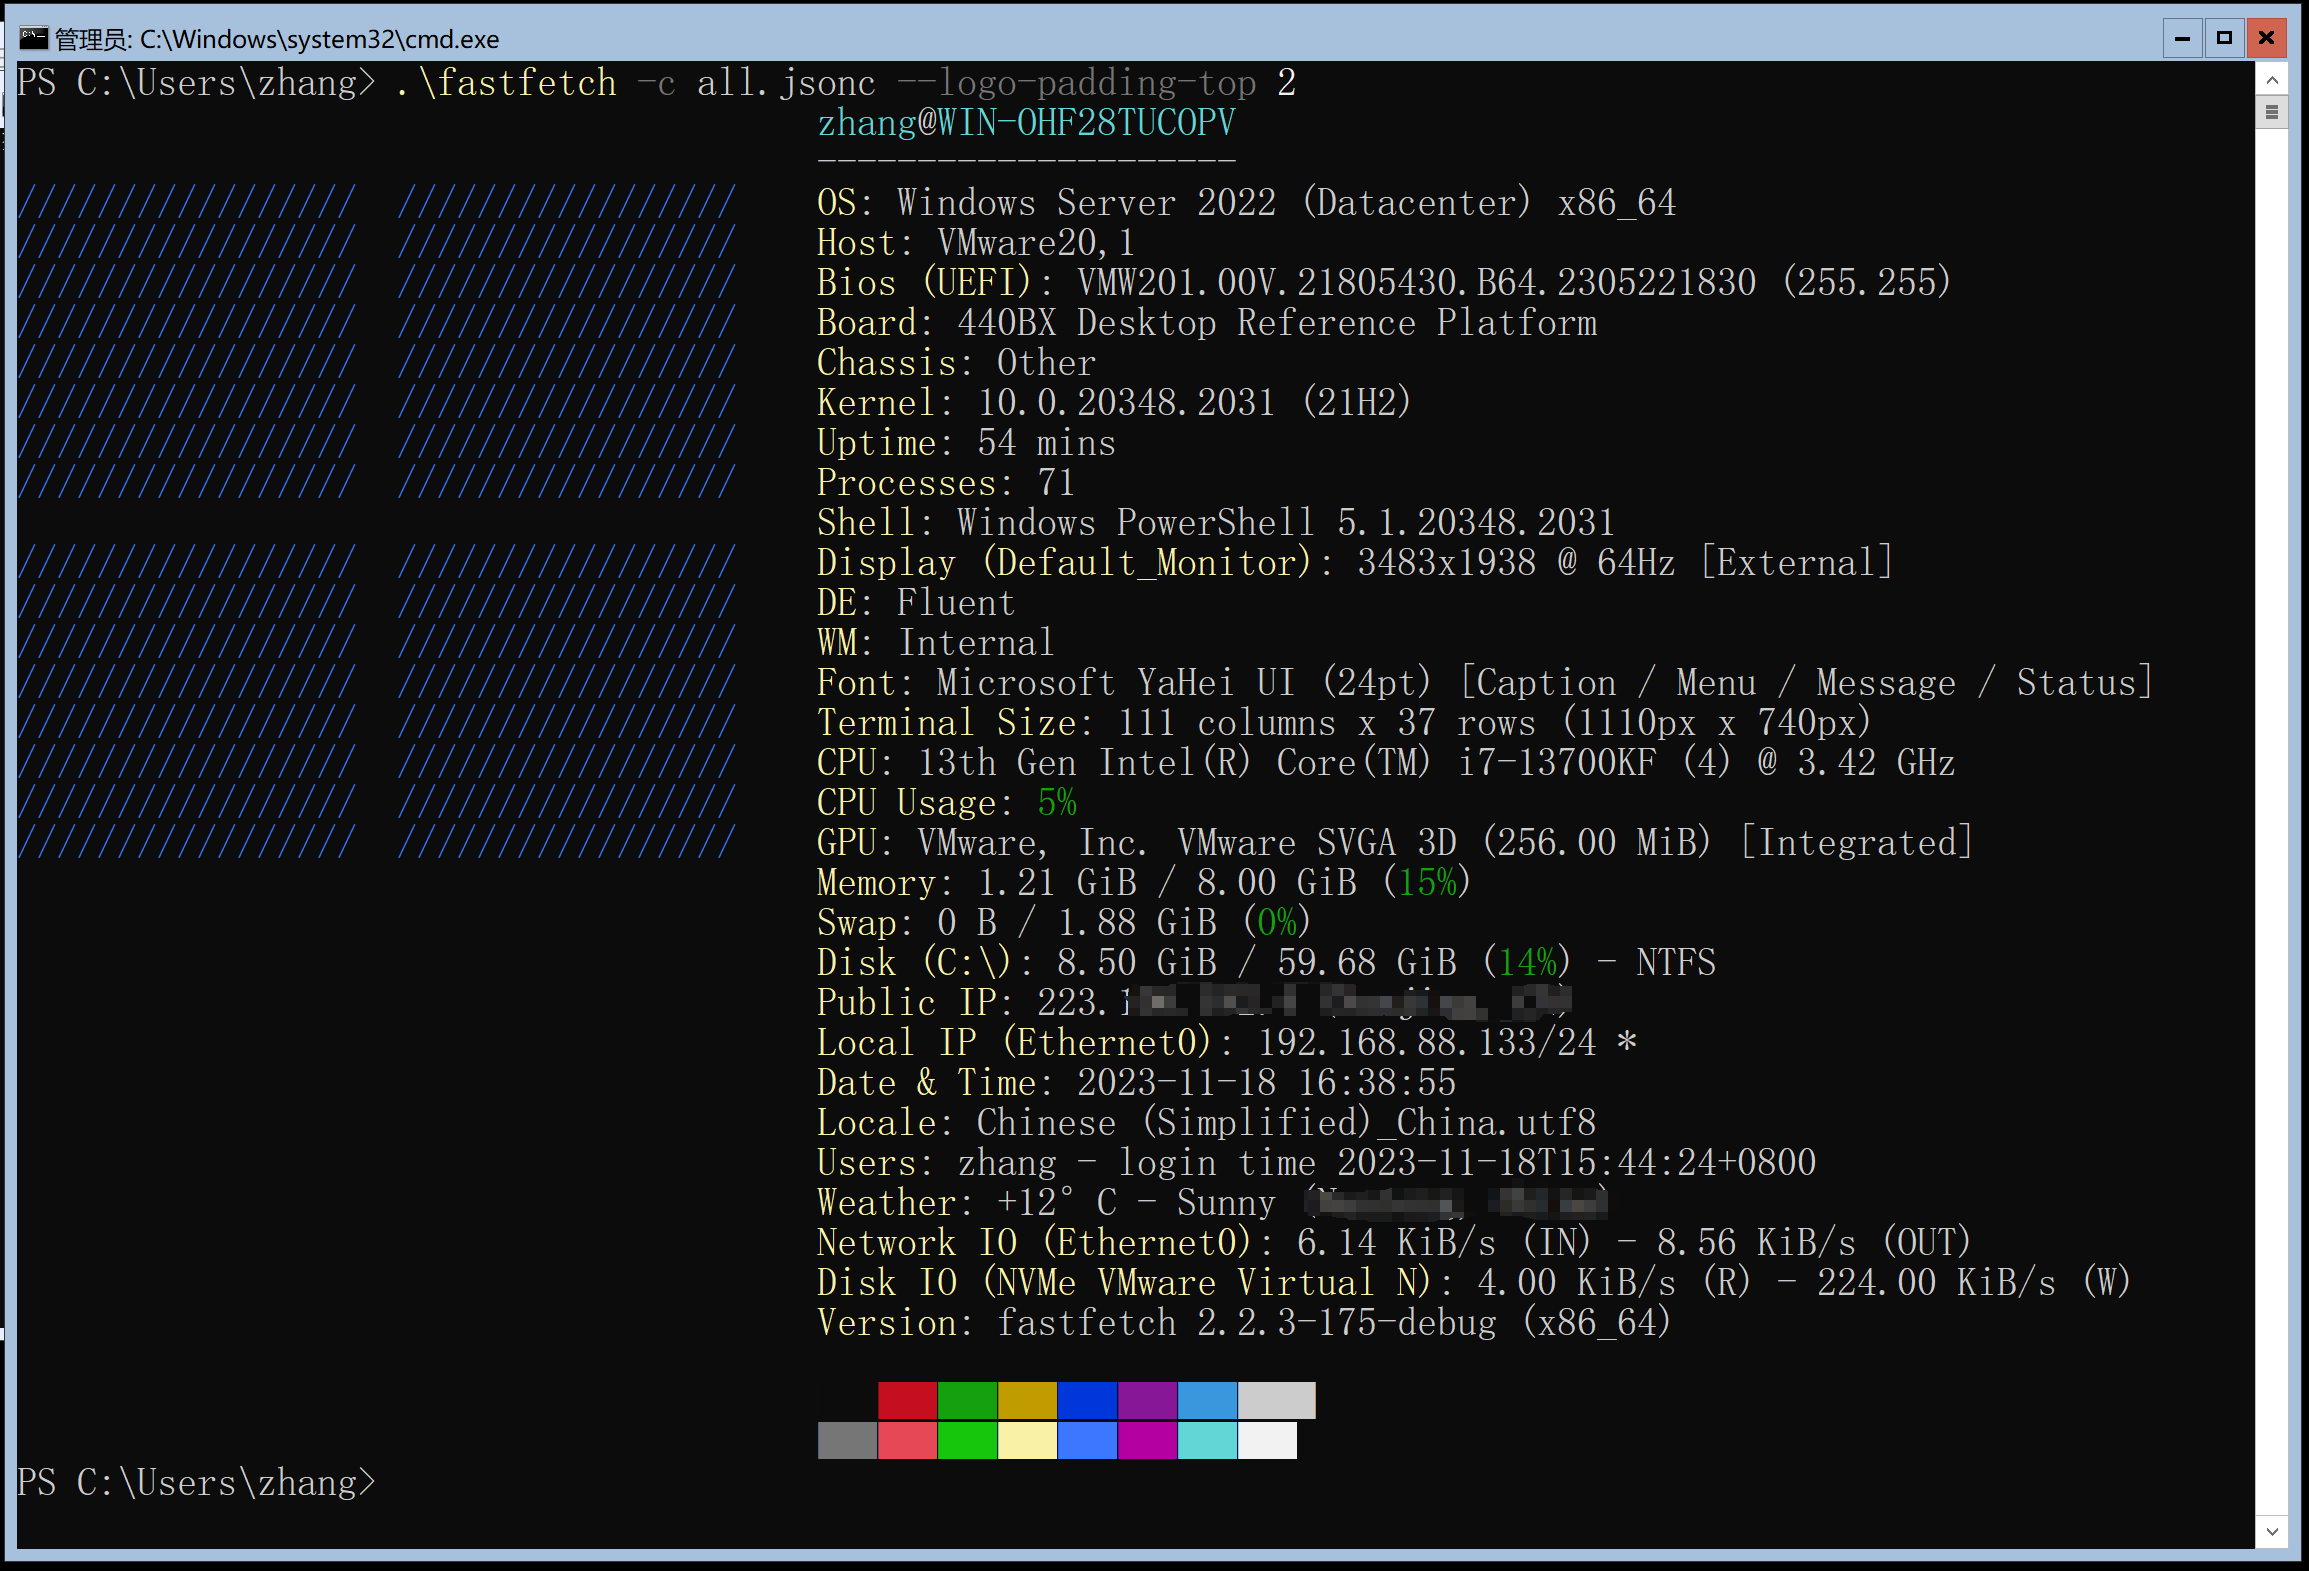 管理员: C:\Windows\system32\cmd.exe
PS C:\Users\zhang> .\fastfetch -c all.jsonc --logo-padding-top 2
zhang@WIN-OHF28TUCOPV
---------------------
OS: Windows Server 2022 (Datacenter) x86_64
Host: VMware20,1
Bios (UEFI): VMW201.00V.21805430.B64.2305221830 (255.255)
Board: 440BX Desktop Reference Platform
Chassis: Other
Kernel: 10.0.20348.2031 (21H2)
Uptime: 54 mins
Processes: 71
Shell: Windows PowerShell 5.1.20348.2031
Display (Default_Monitor): 3483x1938 @ 64Hz [External]
DE: Fluent
WM: Internal
Font: Microsoft YaHei UI (24pt) [Caption / Menu / Message / Status]
Terminal Size: 111 columns x 37 rows (1110px x 740px)
CPU: 13th Gen Intel(R) Core(TM) i7-13700KF (4) @ 3.42 GHz
CPU Usage: 5%
GPU: VMware, Inc. VMware SVGA 3D (256.00 MiB) [Integrated]
Memory: 1.21 GiB / 8.00 GiB (15%)
Swap: 0 B / 1.88 GiB (0%)
Disk (C:\): 8.50 GiB / 59.68 GiB (14%) - NTFS
Public IP: 223.
Local IP (Ethernet0): 192.168.88.133/24 *
Date & Time: 2023-11-18 16:38:55
Locale: Chinese (Simplified)_China.utf8
Users: zhang - login time 2023-11-18T15:44:24+0800
Weather: +12°C - Sunny
Network IO (Ethernet0): 6.14 KiB/s (IN) - 8.56 KiB/s (OUT)
Disk IO (NVMe VMware Virtual N): 4.00 KiB/s (R) - 224.00 KiB/s (W)
Version: fastfetch 2.2.3-175-debug (x86_64)
PS C:\Users\zhang>